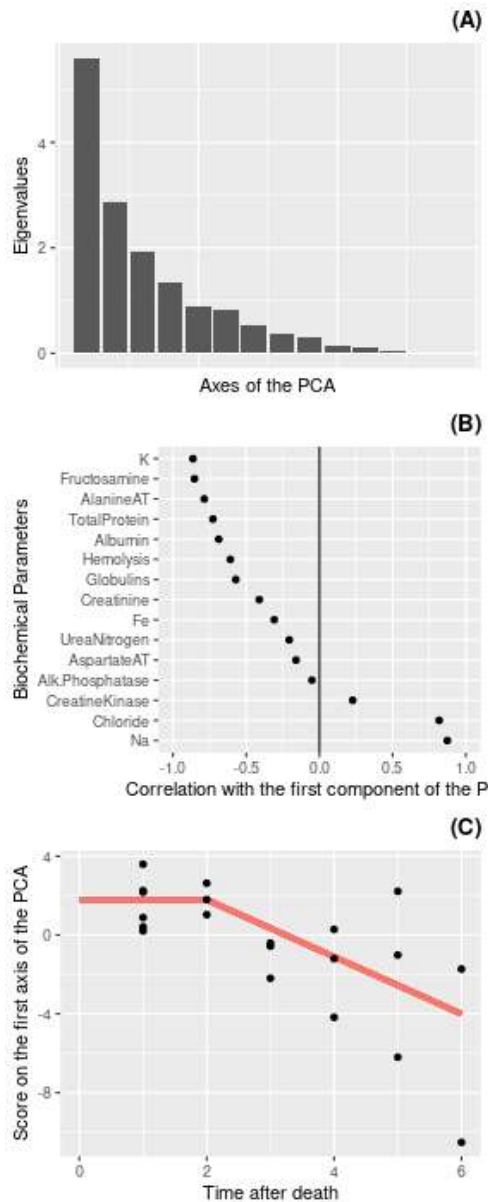 (A)
Eigenvalues
4
2
0
Axes of the PCA
(B)
Biochemical Parameters
K
Fructosamine
AlanineAT
TotalProtein
Albumin
Hemolysis
Globulins
Creatinine
Fe
UreaNitrogen
AspartateAT
Alk.Phosphatase
CreatineKinase
Chloride
Na
-1.0 -0.5 0.0 0.5 1.0
Correlation with the first component of the P
(C)
Score on the first axis of the PCA
4
0
-4
-8
0 2 4 6
Time after death